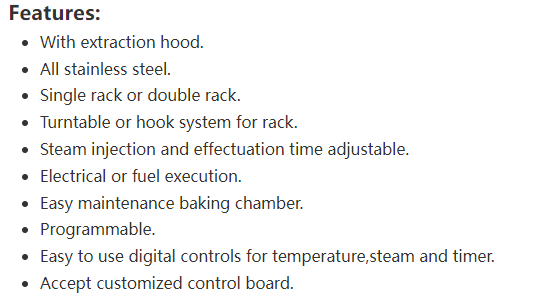 Features:
With extraction hood.
All stainless steel.
Single rack or double rack.
Turntable or hook system for rack.
Steam injection and effectuation time adjustable.
Electrical or fuel execution.
Easy maintenance baking chamber.
Programmable.
Easy to use digital controls for temperature,steam and timer.
Accept customized control board.